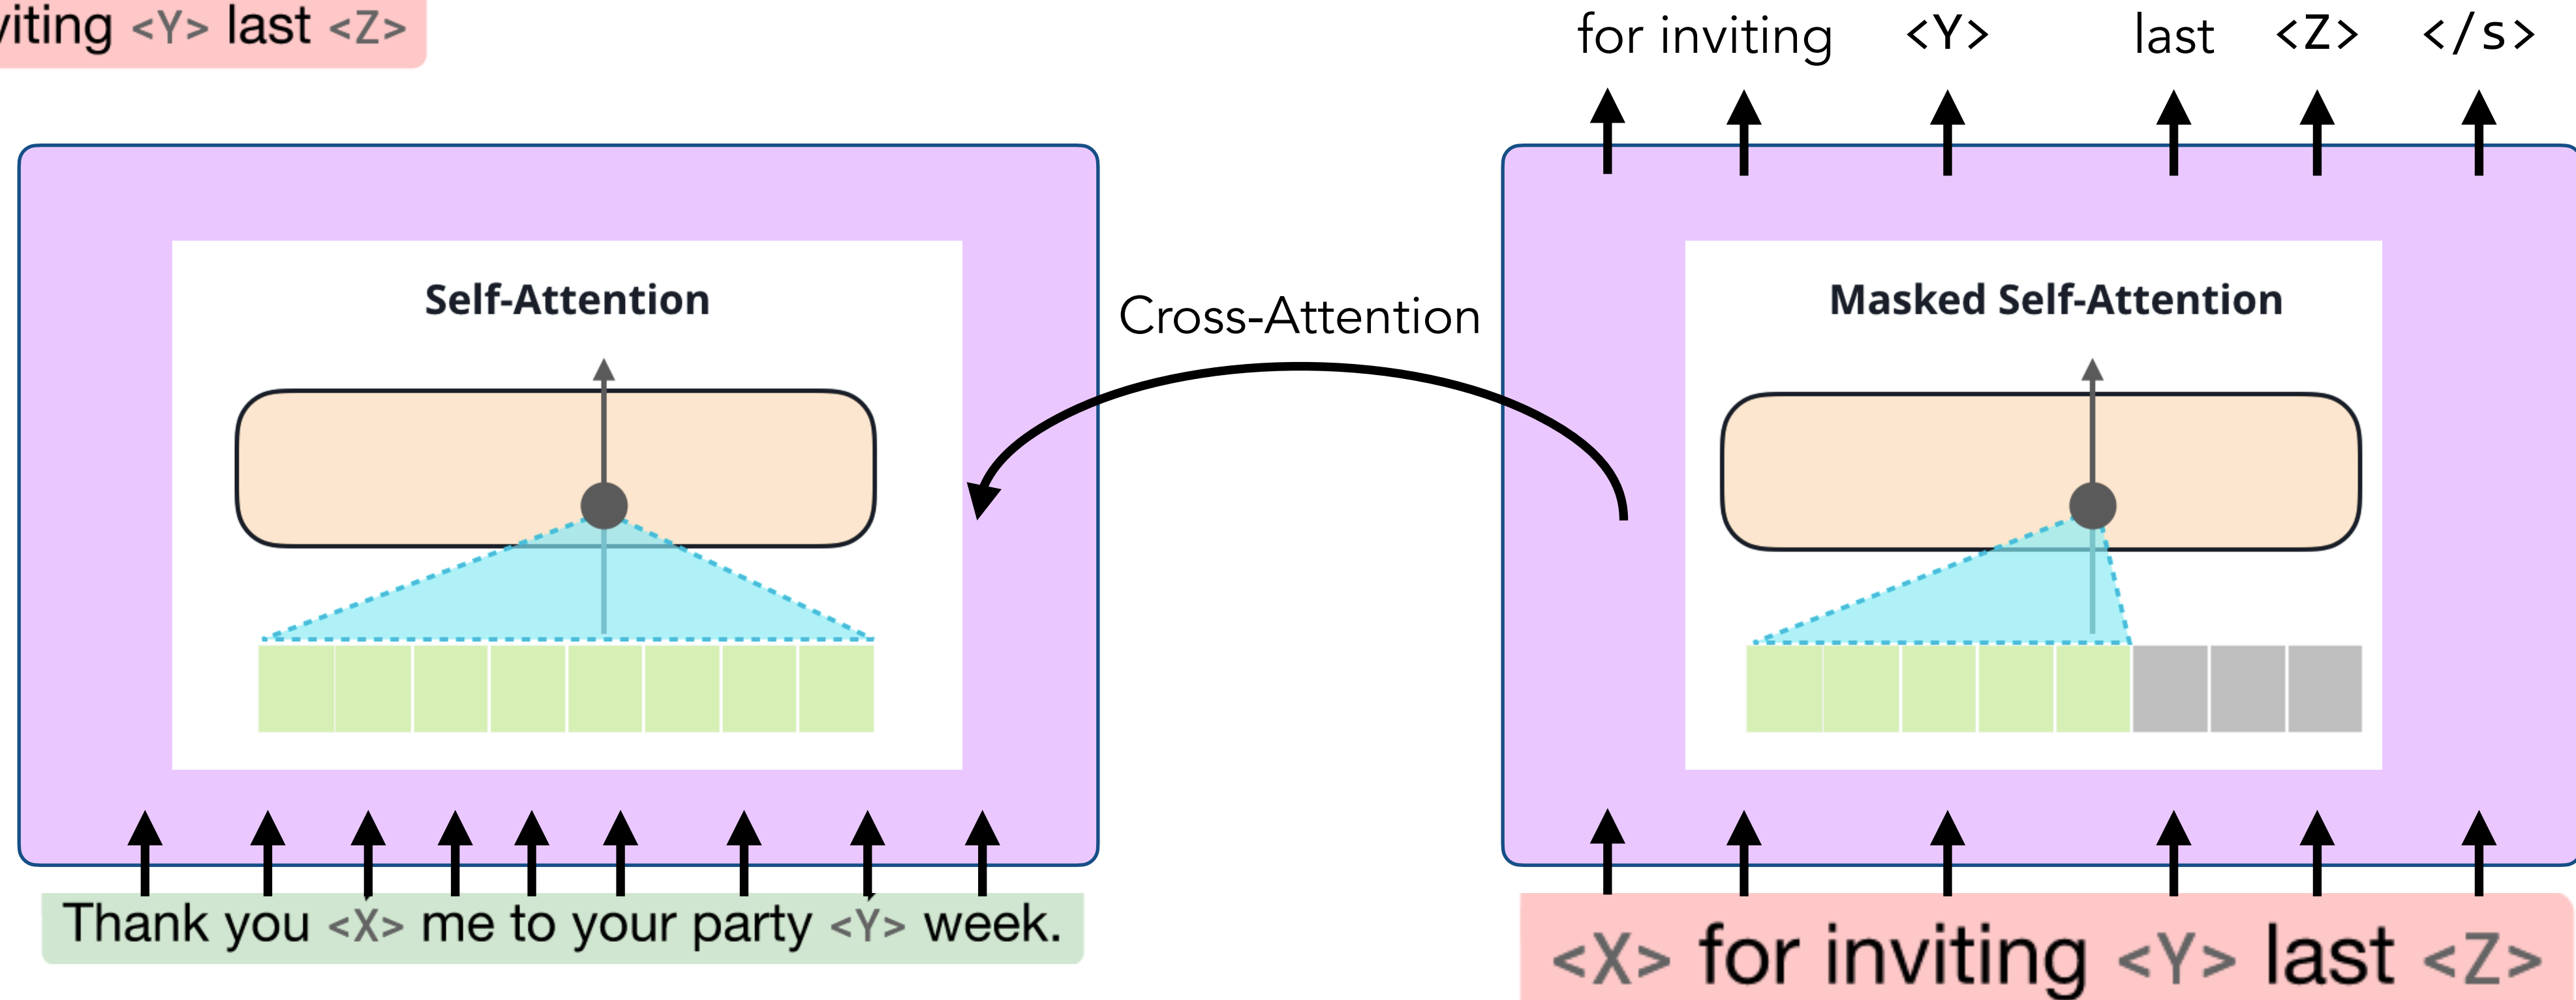 viting <Y> last <Z>
for inviting <Y> last <Z> </s>
Self-Attention
Cross-Attention
Masked Self-Attention
Thank you <X> me to your party <Y> week.
<X> for inviting <Y> last <Z>